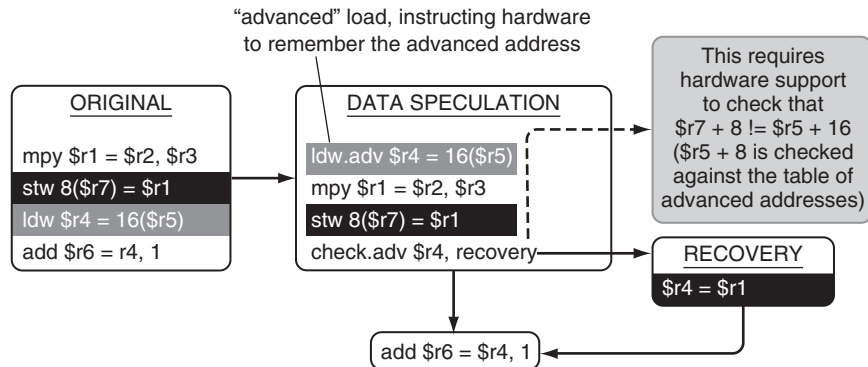 “advanced” load, instructing hardware
to remember the advanced address
ORIGINAL
mpy $r1 = $r2, $r3
stw 8($r7) = $r1
ldw $r4 = 16($r5)
add $r6 = r4, 1
DATA SPECULATION
ldw.adv $r4 = 16($r5)
mpy $r1 = $r2, $r3
stw 8($r7) = $r1
check.adv $r4, recovery
This requires
hardware support
to check that
$r7 + 8 != $r5 + 16
($r5 + 8 is checked
against the table of
advanced addresses)
RECOVERY
$r4 = $r1
add $r6 = $r4, 1